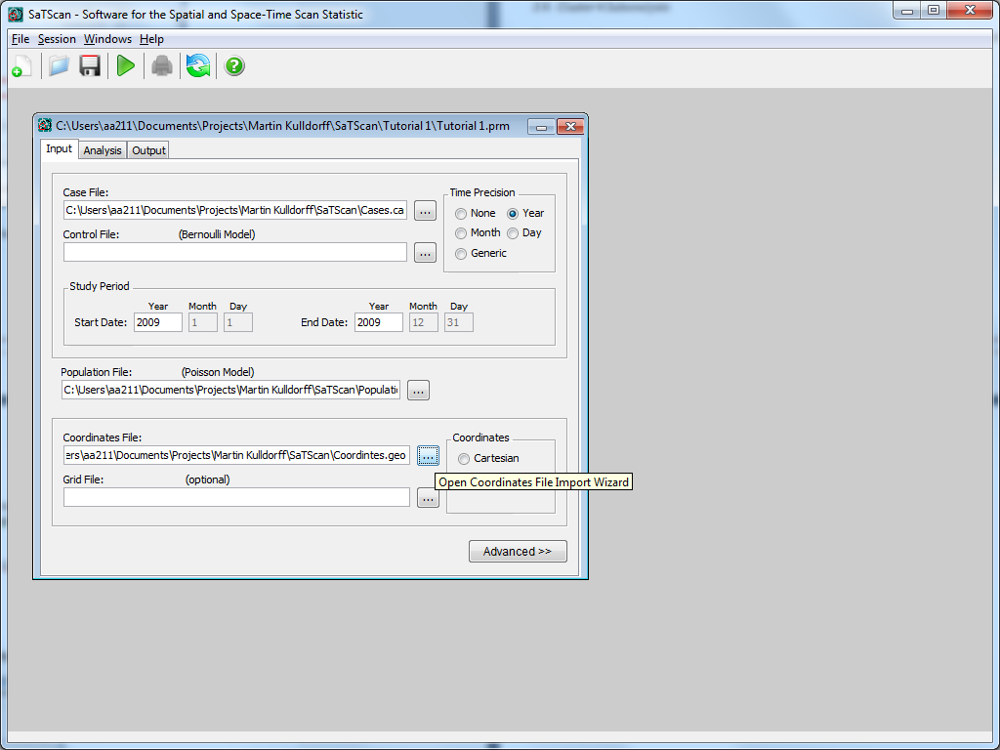 SaTScan - Software for the Spatial and Space-Time Scan Statistic
File Session Windows Help
C:\Users\aa211\Documents\Projects\Martin Kulldorff\SaTScan\Tutorial 1\Tutorial 1.prm
Input Analysis Output
Case File:
C:\Users\aa211\Documents\Projects\Martin Kulldorff\SaTScan\Cases.ca
...
Time Precision
None Year
Month Day
Generic
Control File: (Bernoulli Model)
...
Study Period
Year Month Day Year Month Day
Start Date: 2009 1 1 End Date: 2009 12 31
Population File: (Poisson Model)
C:\Users\aa211\Documents\Projects\Martin Kulldorff\SaTScan\Populatio
...
Coordinates File:
ers\aa211\Documents\Projects\Martin Kulldorff\SaTScan\Coordintes.geo
...
Coordinates
Cartesian
Open Coordinates File Import Wizard
Grid File: (optional)
...
Advanced >>